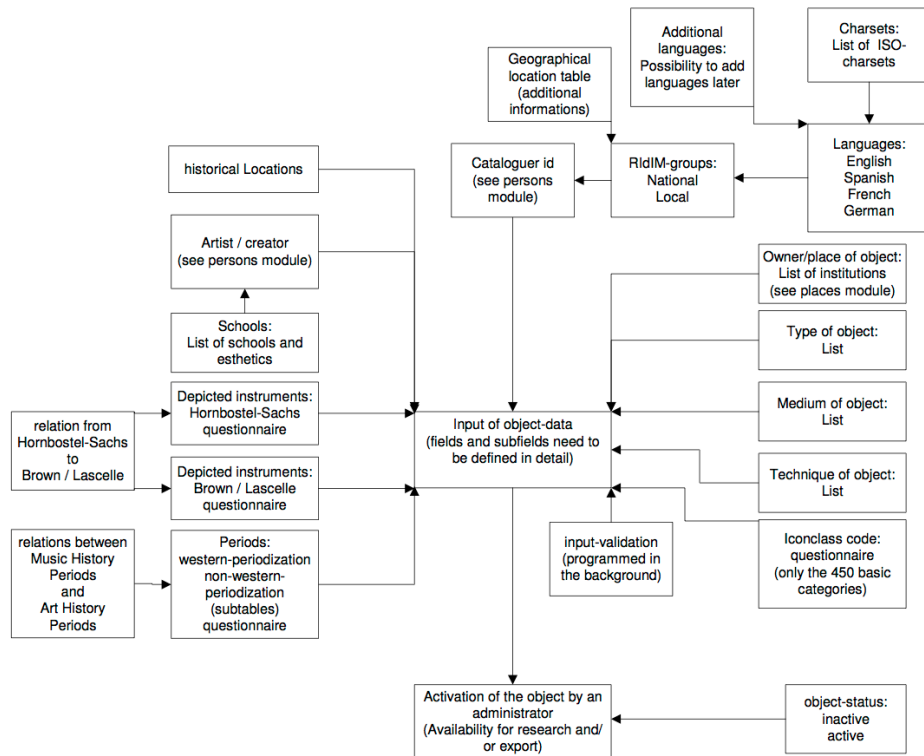 Charsets:
List of ISO-
charsets
Additional
languages:
Possibility to add
languages later
Geographical
location table
(additional
informations)
Languages:
English
Spanish
French
German
RIdIM-groups:
National
Local
Cataloguer id
(see persons
module)
historical Locations
Artist / creator
(see persons module)
Owner/place of object:
List of institutions
(see places module)
Schools:
List of schools and
esthetics
Type of object:
List
Depicted instruments:
Hornbostel-Sachs
questionnaire
relation from
Hornbostel-Sachs
to
Brown / Lascelle
Input of object-data
(fields and subfields need to
be defined in detail)
Medium of object:
List
Depicted instruments:
Brown / Lascelle
questionnaire
Technique of object:
List
relations between
Music History
Periods
and
Art History
Periods
Periods:
western-periodization
non-western-
periodization
(subtables)
questionnaire
input-validation
(programmed in
the background)
Iconclass code:
questionnaire
(only the 450 basic
categories)
Activation of the object by an
administrator
(Availability for research and/
or export)
object-status:
inactive
active